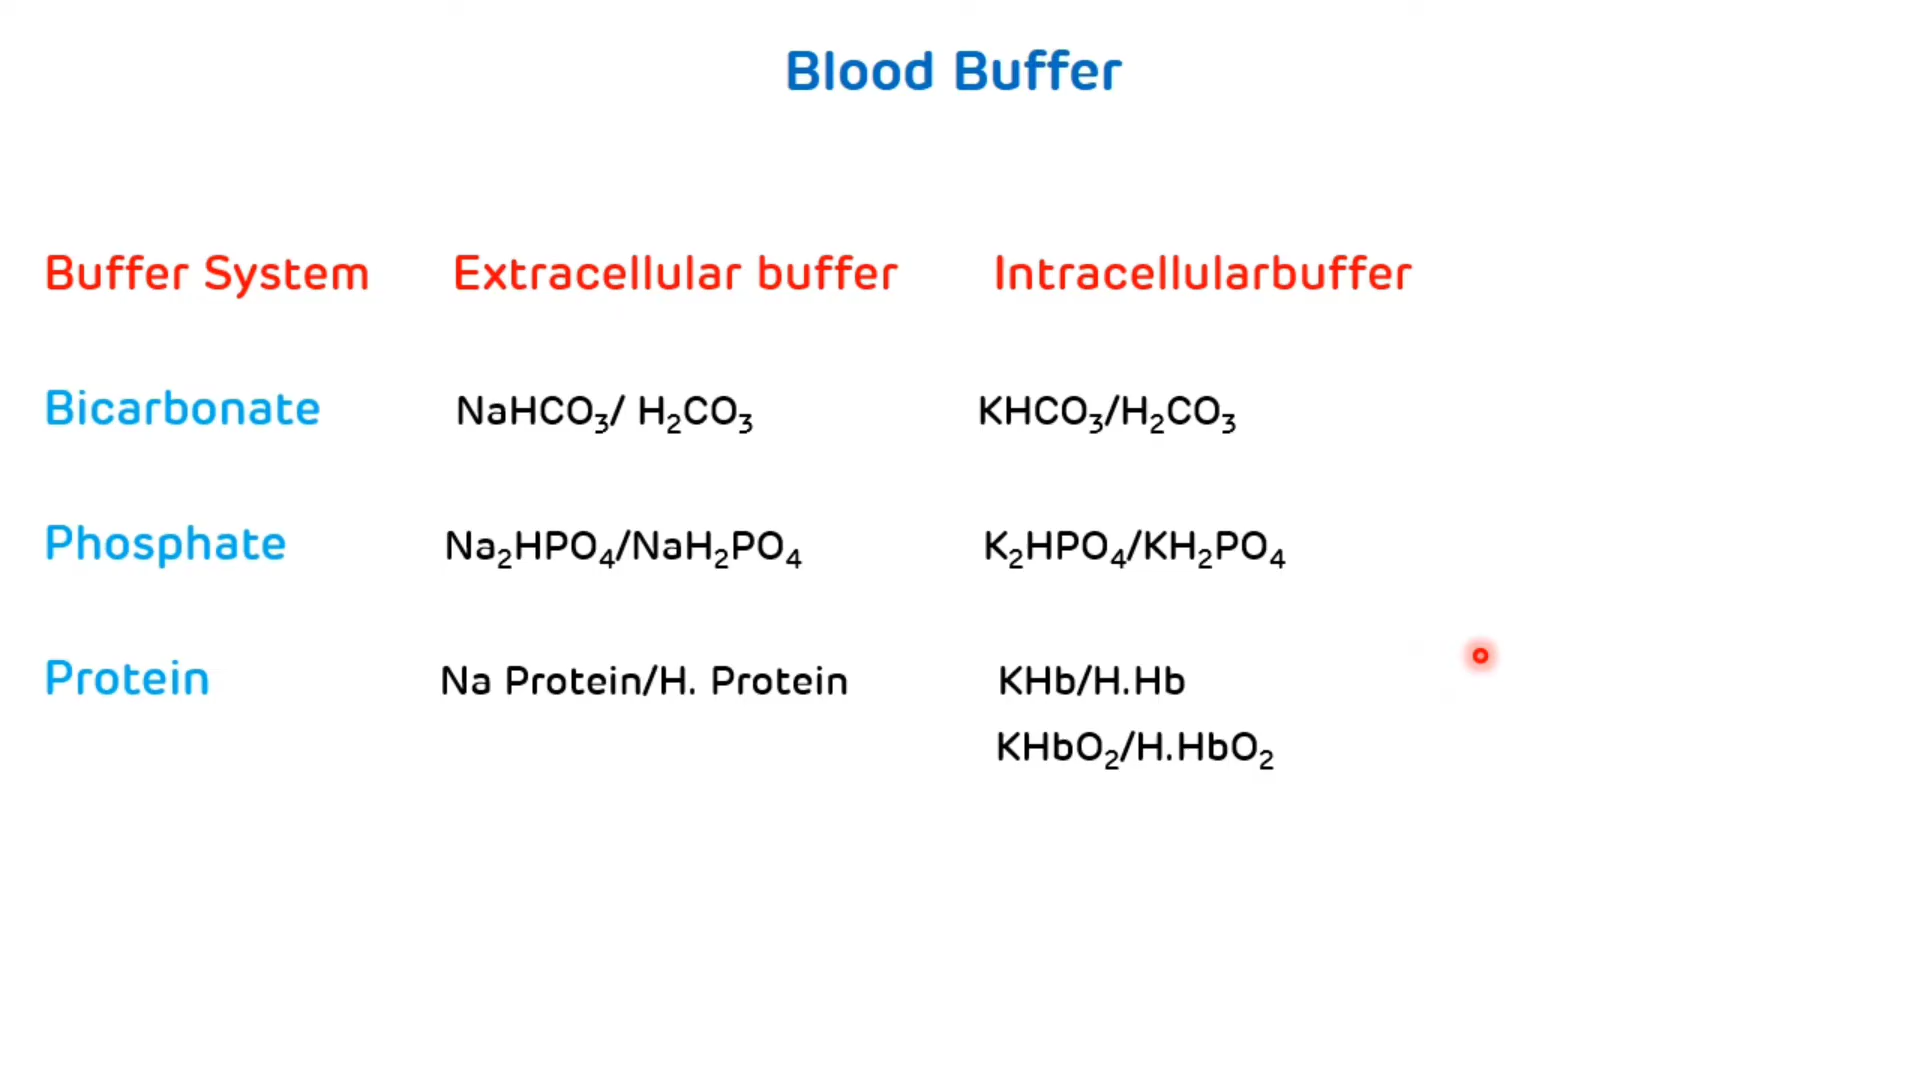 Blood Buffer
Buffer System Extracellular buffer Intracellularbuffer
Bicarbonate NaHCO₃/ H₂CO₃ KHCO₃/H₂CO₃
Phosphate Na₂HPO₄/NaH₂PO₄ K₂HPO₄/KH₂PO₄
Protein Na Protein/H. Protein KHb/H.Hb
KHbO₂/H.HbO₂